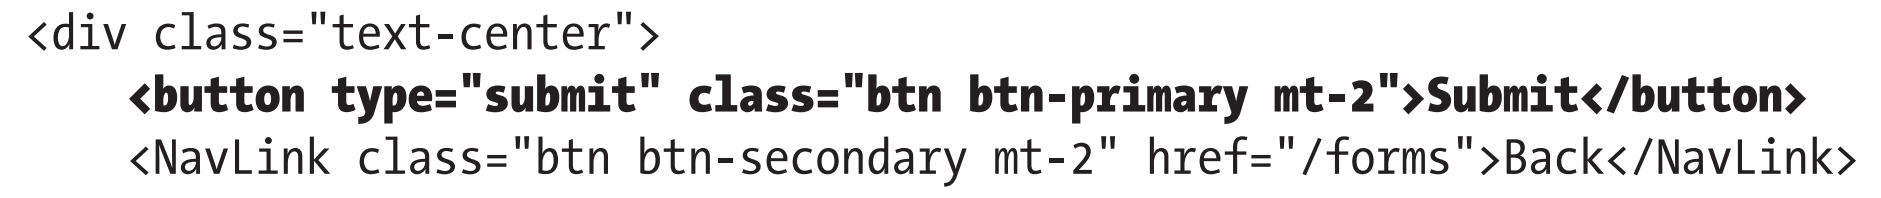 <div class="text-center">
    <button type="submit" class="btn btn-primary mt-2">Submit</button>
    <NavLink class="btn btn-secondary mt-2" href="/forms">Back</NavLink>